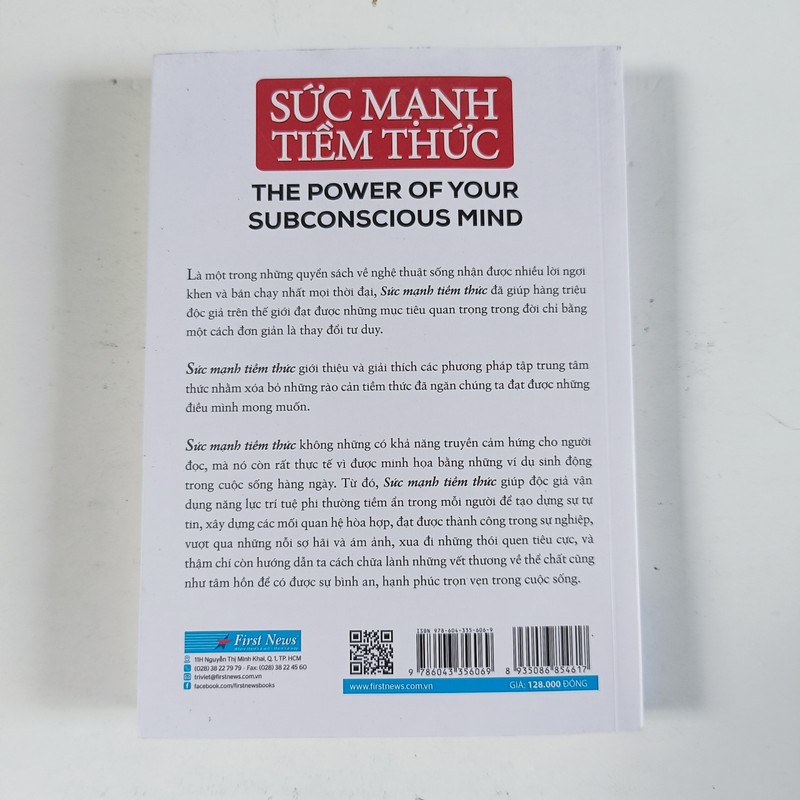 SỨC MẠNH
TIỀM THỨC
THE POWER OF YOUR
SUBCONSCIOUS MIND
Là một trong những quyển sách về nghệ thuật sống nhận được nhiều lời ngợi
khen và bán chạy nhất mọi thời đại, Sức mạnh tiềm thức đã giúp hàng triệu
độc giả trên thế giới đạt được những mục tiêu quan trọng trong đời chỉ bằng
một cách đơn giản là thay đổi tư duy.
Sức mạnh tiềm thức giới thiệu và giải thích các phương pháp tập trung tâm
thức nhằm xóa bỏ những rào cản tiềm thức đã ngăn chúng ta đạt được những
điều mình mong muốn.
Sức mạnh tiềm thức không những có khả năng truyền cảm hứng cho người
đọc, mà nó còn rất thực tế vì được minh họa bằng những ví dụ sinh động
trong cuộc sống hàng ngày. Từ đó, Sức mạnh tiềm thức giúp độc giả vận
dụng năng lực trí tuệ phi thường tiềm ẩn trong mỗi người để tạo dựng sự tự
tin, xây dựng các mối quan hệ hòa hợp, đạt được thành công trong sự nghiệp,
vượt qua những nỗi sợ hãi và ám ảnh, xua đi những thói quen tiêu cực, và
thậm chí còn hướng dẫn ta cách chữa lành những vết thương về thể chất cũng
như tâm hồn để có được sự bình an, hạnh phúc trọn vẹn trong cuộc sống.
First News
11H Nguyễn Thị Minh Khai, Q. 1, TP. HCM
(028) 38 22 79 79 - Fax: (028) 38 22 45 60
triviet@firstnews.com.vn
facebook.com/firstnewsbooks
www.firstnews.com.vn
ISBN 978-604-335-606-9
9 786043 356069
8 935086 854617
GIÁ: 128.000 ĐỒNG